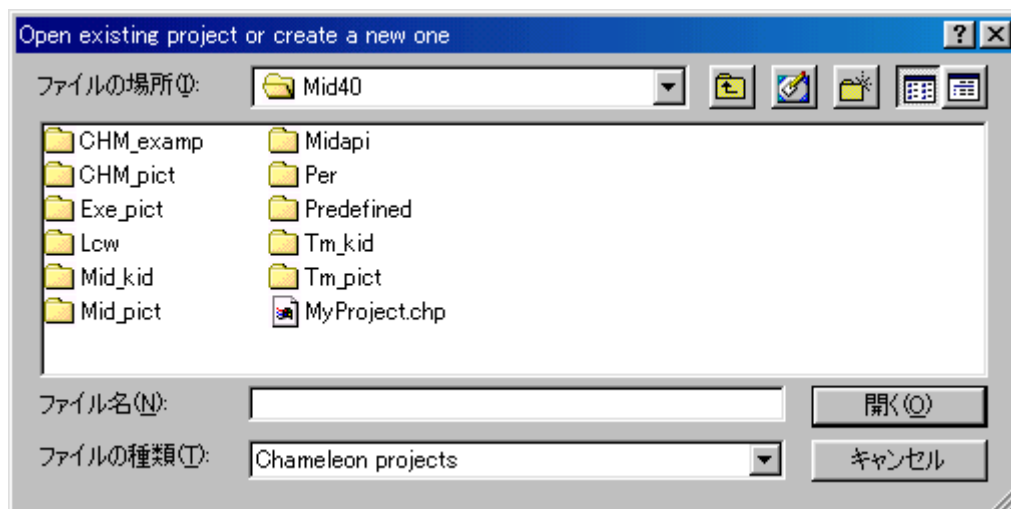 Open existing project or create a new one
ファイルの場所(I):
Mid40
CHM_examp
CHM_pict
Exe_pict
Lcw
Mid_kid
Mid_pict
Midapi
Per
Predefined
Tm_kid
Tm_pict
MyProject.chp
ファイル名(N):
開く(O)
ファイルの種類(T):
Chameleon projects
キャンセル